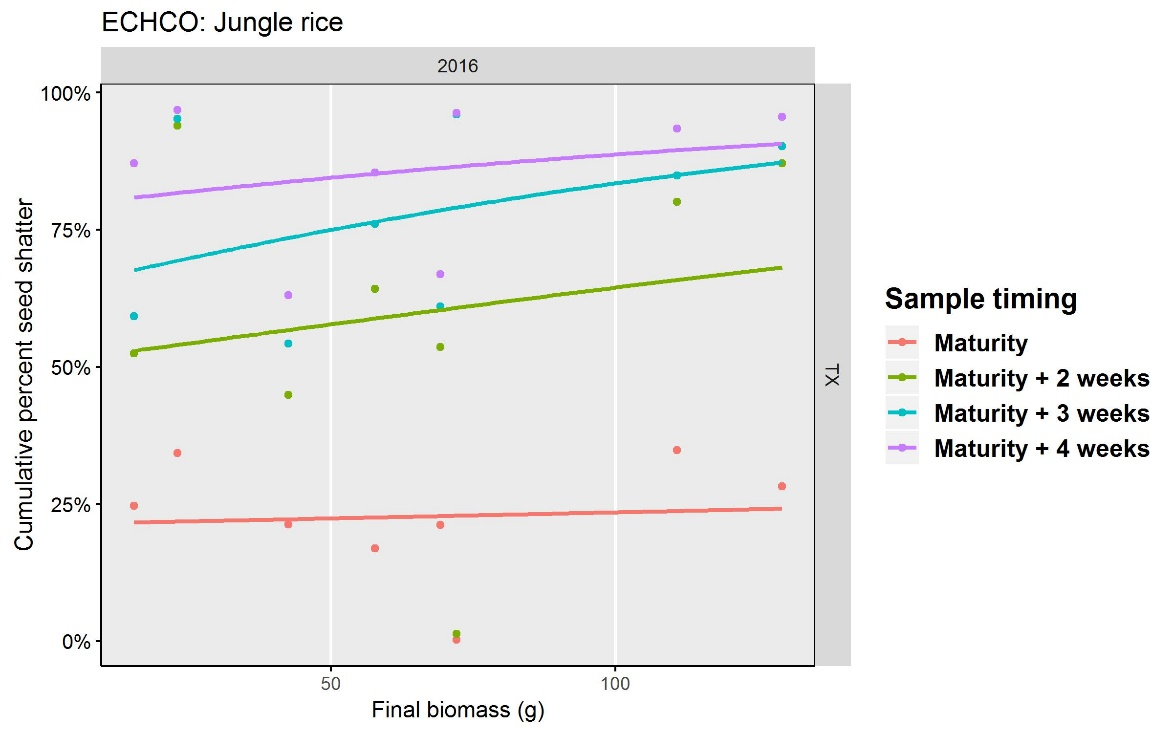 ECHCO: Jungle rice
2016
100%
75%
50%
25%
0%
Cumulative percent seed shatter
50
100
Final biomass (g)
TX
Sample timing
Maturity
Maturity + 2 weeks
Maturity + 3 weeks
Maturity + 4 weeks